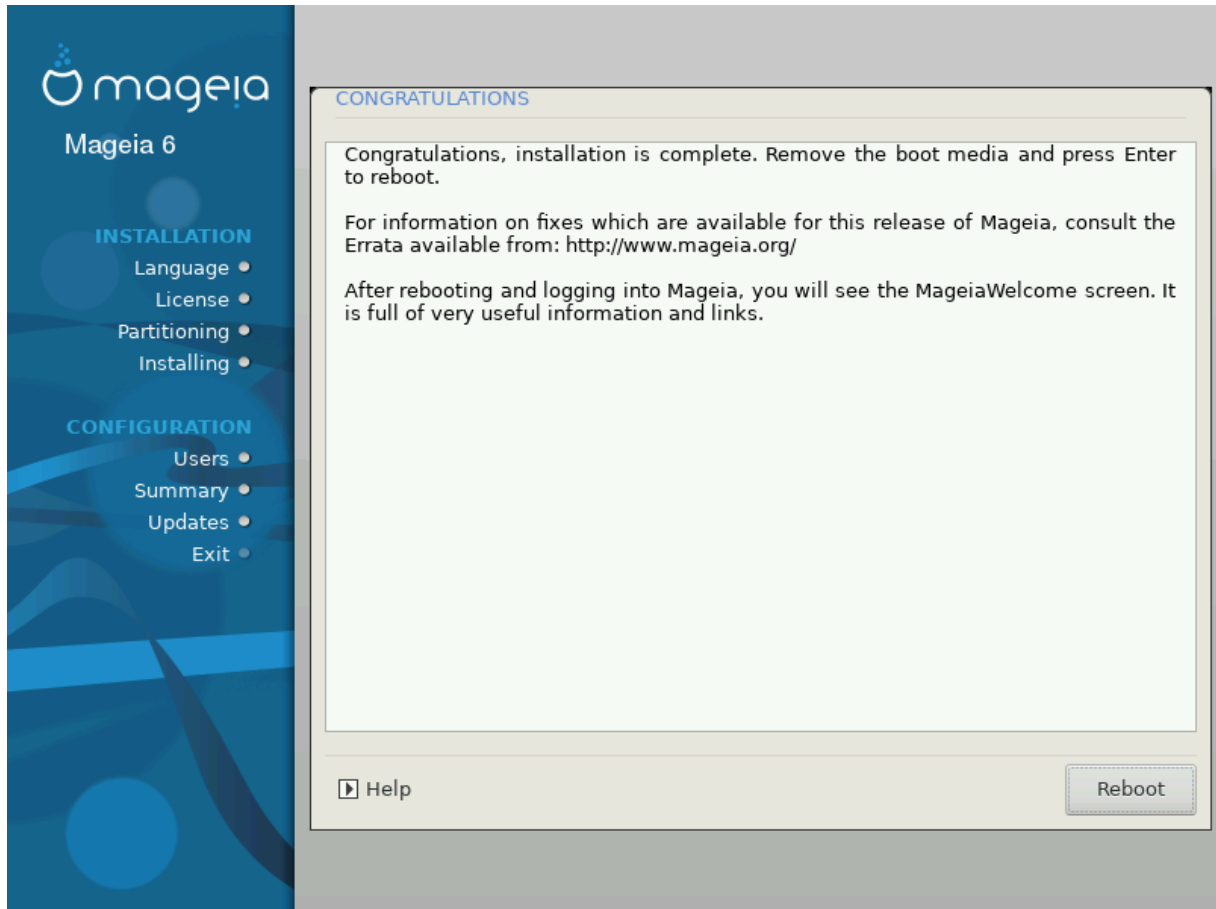 mageia
Mageia 6
INSTALLATION
Language
License
Partitioning
Installing
CONFIGURATION
Users
Summary
Updates
Exit
CONGRATULATIONS
Congratulations, installation is complete. Remove the boot media and press Enter
to reboot.
For information on fixes which are available for this release of Mageia, consult the
Errata available from: http://www.mageia.org/
After rebooting and logging into Mageia, you will see the MageiaWelcome screen. It
is full of very useful information and links.
Help
Reboot